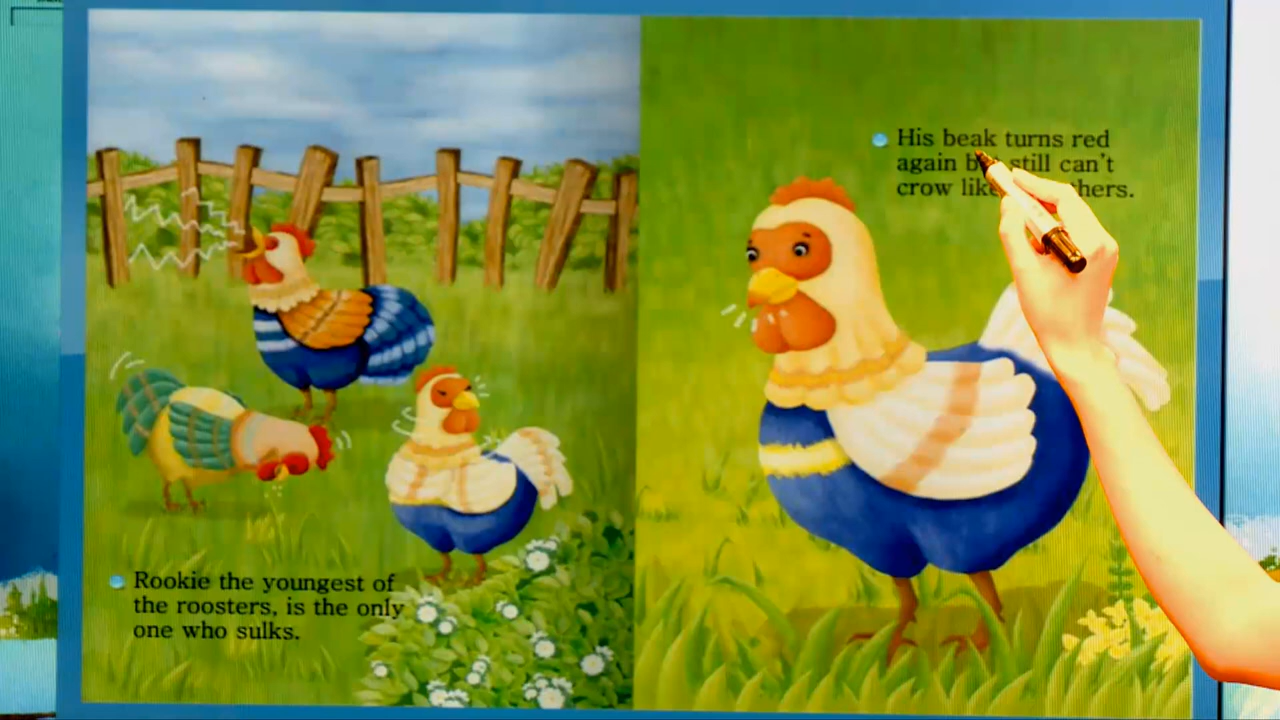 Rookie the youngest of
the roosters, is the only
one who sulks.
His beak turns red
again still can't
crow like